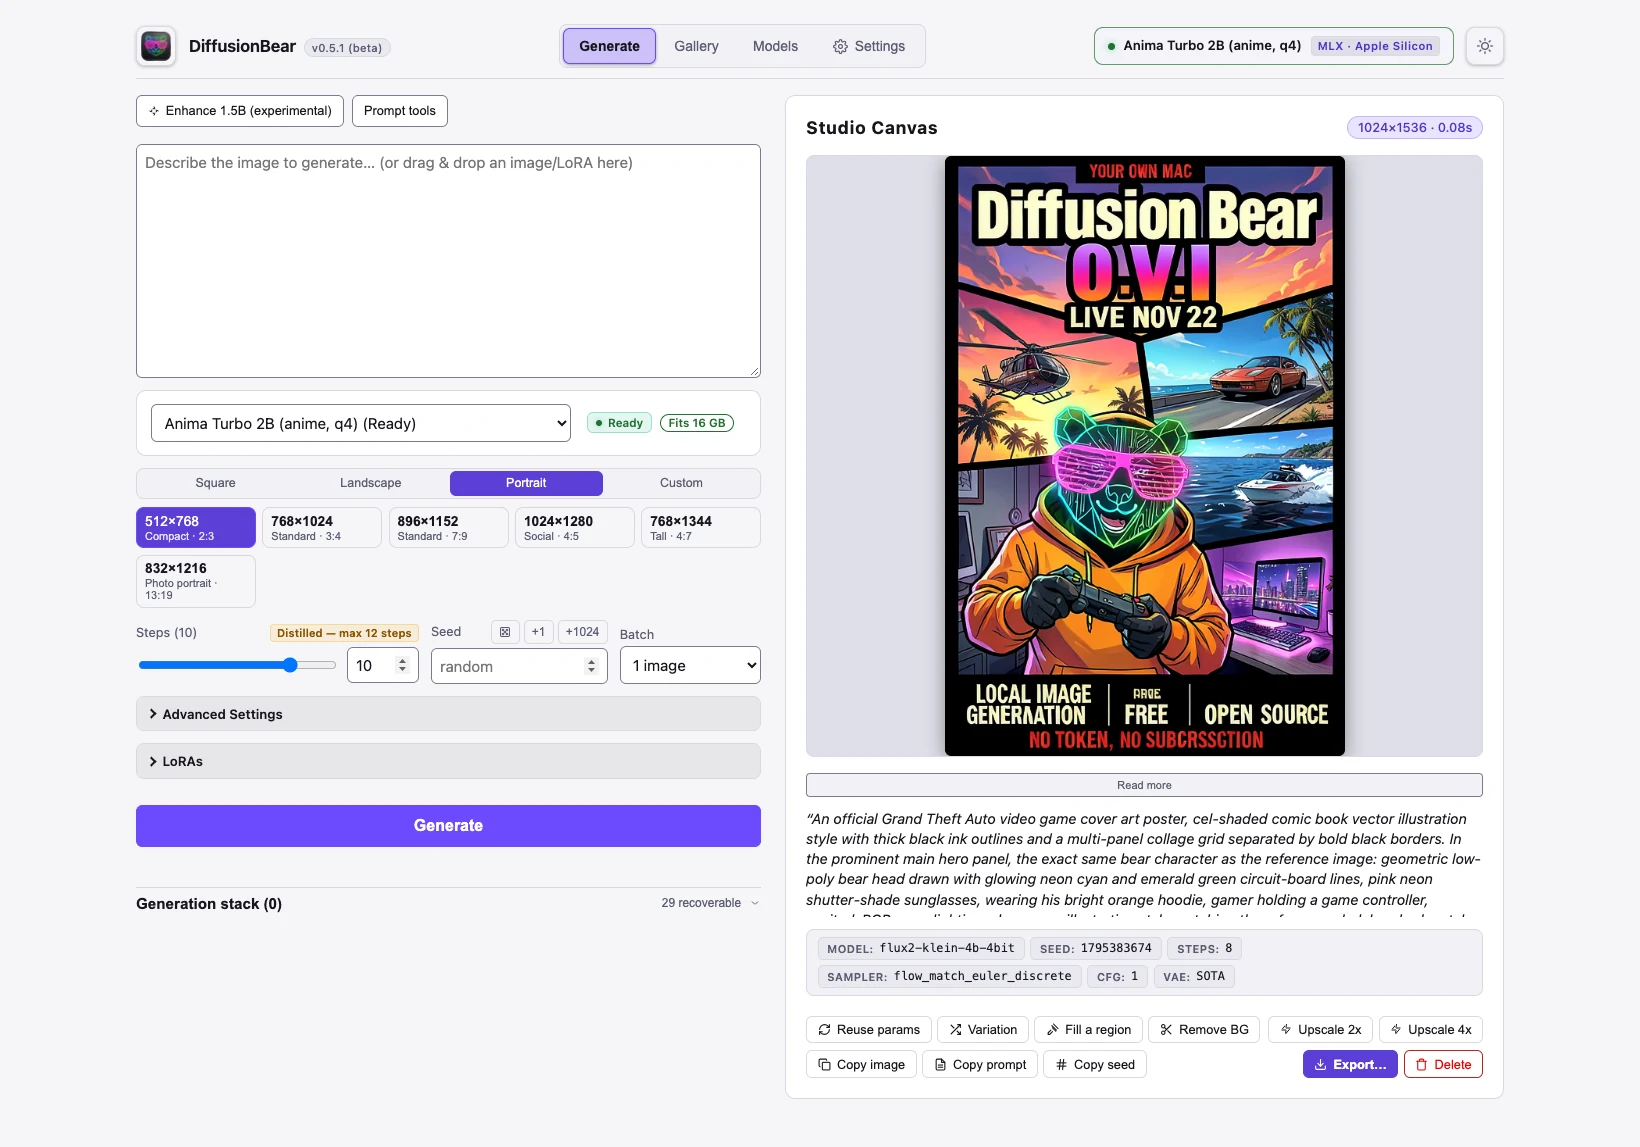 DiffusionBear
v0.5.1 (beta)
Generate
Gallery
Models
Settings
Anima Turbo 2B (anime, q4)
MLX · Apple Silicon
Enhance 1.5B (experimental)
Prompt tools
Describe the image to generate... (or drag & drop an image/LoRA here)
Anima Turbo 2B (anime, q4) (Ready)
Ready
Fits 16 GB
Square
Landscape
Portrait
Custom
512×768
Compact · 2:3
768×1024
Standard · 3:4
896×1152
Standard · 7:9
1024×1280
Social · 4:5
768×1344
Tall · 4:7
832×1216
Photo portrait ·
13:19
Steps (10)
Distilled — max 12 steps
10
Seed
+1
+1024
random
Batch
1 image
Advanced Settings
LoRAs
Generate
Generation stack (0)
29 recoverable
Studio Canvas
1024×1536 · 0.08s
YOUR OWN MAC
Diffusion Bear
O.V.I
LIVE NOV 22
LOCAL IMAGE
GENERAATION
FREE
OPEN SOURCE
NO TOKEN, NO SUBCRSSCTION
Read more
“An official Grand Theft Auto video game cover art poster, cel-shaded comic book vector illustration
style with thick black ink outlines and a multi-panel collage grid separated by bold black borders. In
the prominent main hero panel, the exact same bear character as the reference image: geometric low-
poly bear head drawn with glowing neon cyan and emerald green circuit-board lines, pink neon
shutter-shade sunglasses, wearing his bright orange hoodie, gamer holding a game controller,
MODEL: flux2-klein-4b-4bit
SEED: 1795383674
STEPS: 8
SAMPLER: flow_match_euler_discrete
CFG: 1
VAE: SOTA
Reuse params
Variation
Fill a region
Remove BG
Upscale 2x
Upscale 4x
Copy image
Copy prompt
Copy seed
Export...
Delete